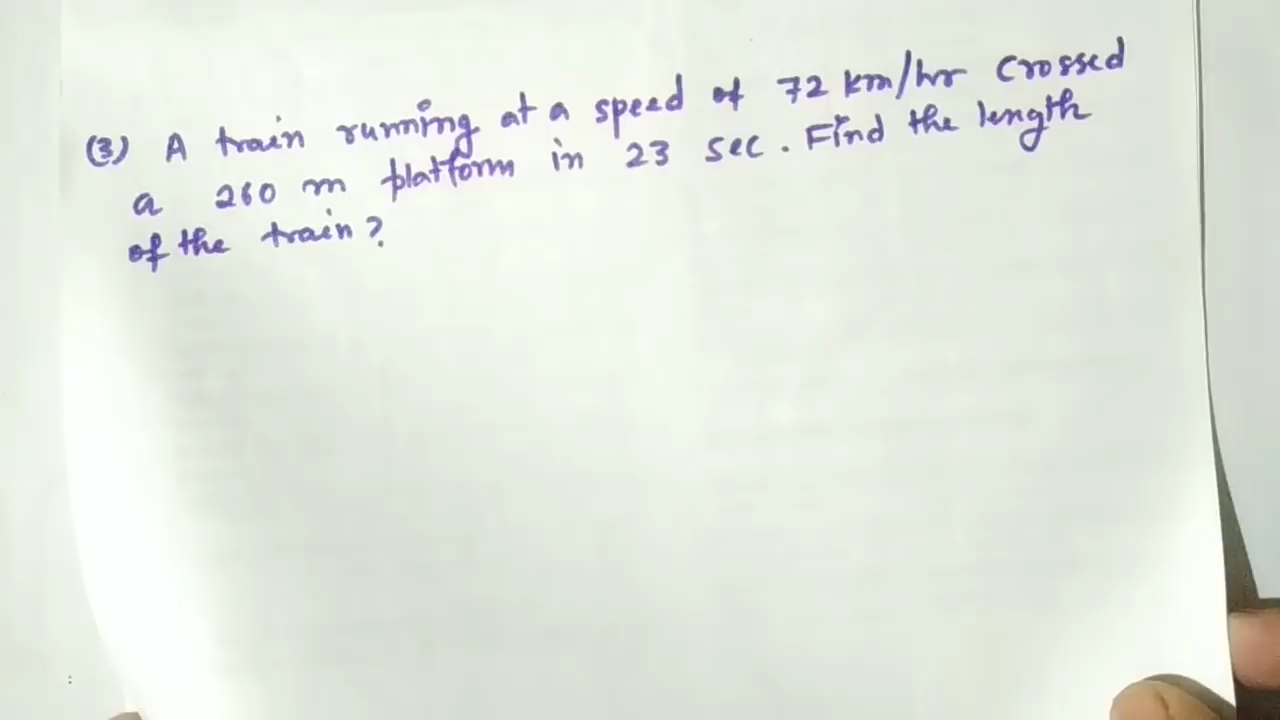 (3) A train running at a speed of 72 km/hr crossed
a 260 m platform in 23 sec. Find the length
of the train?